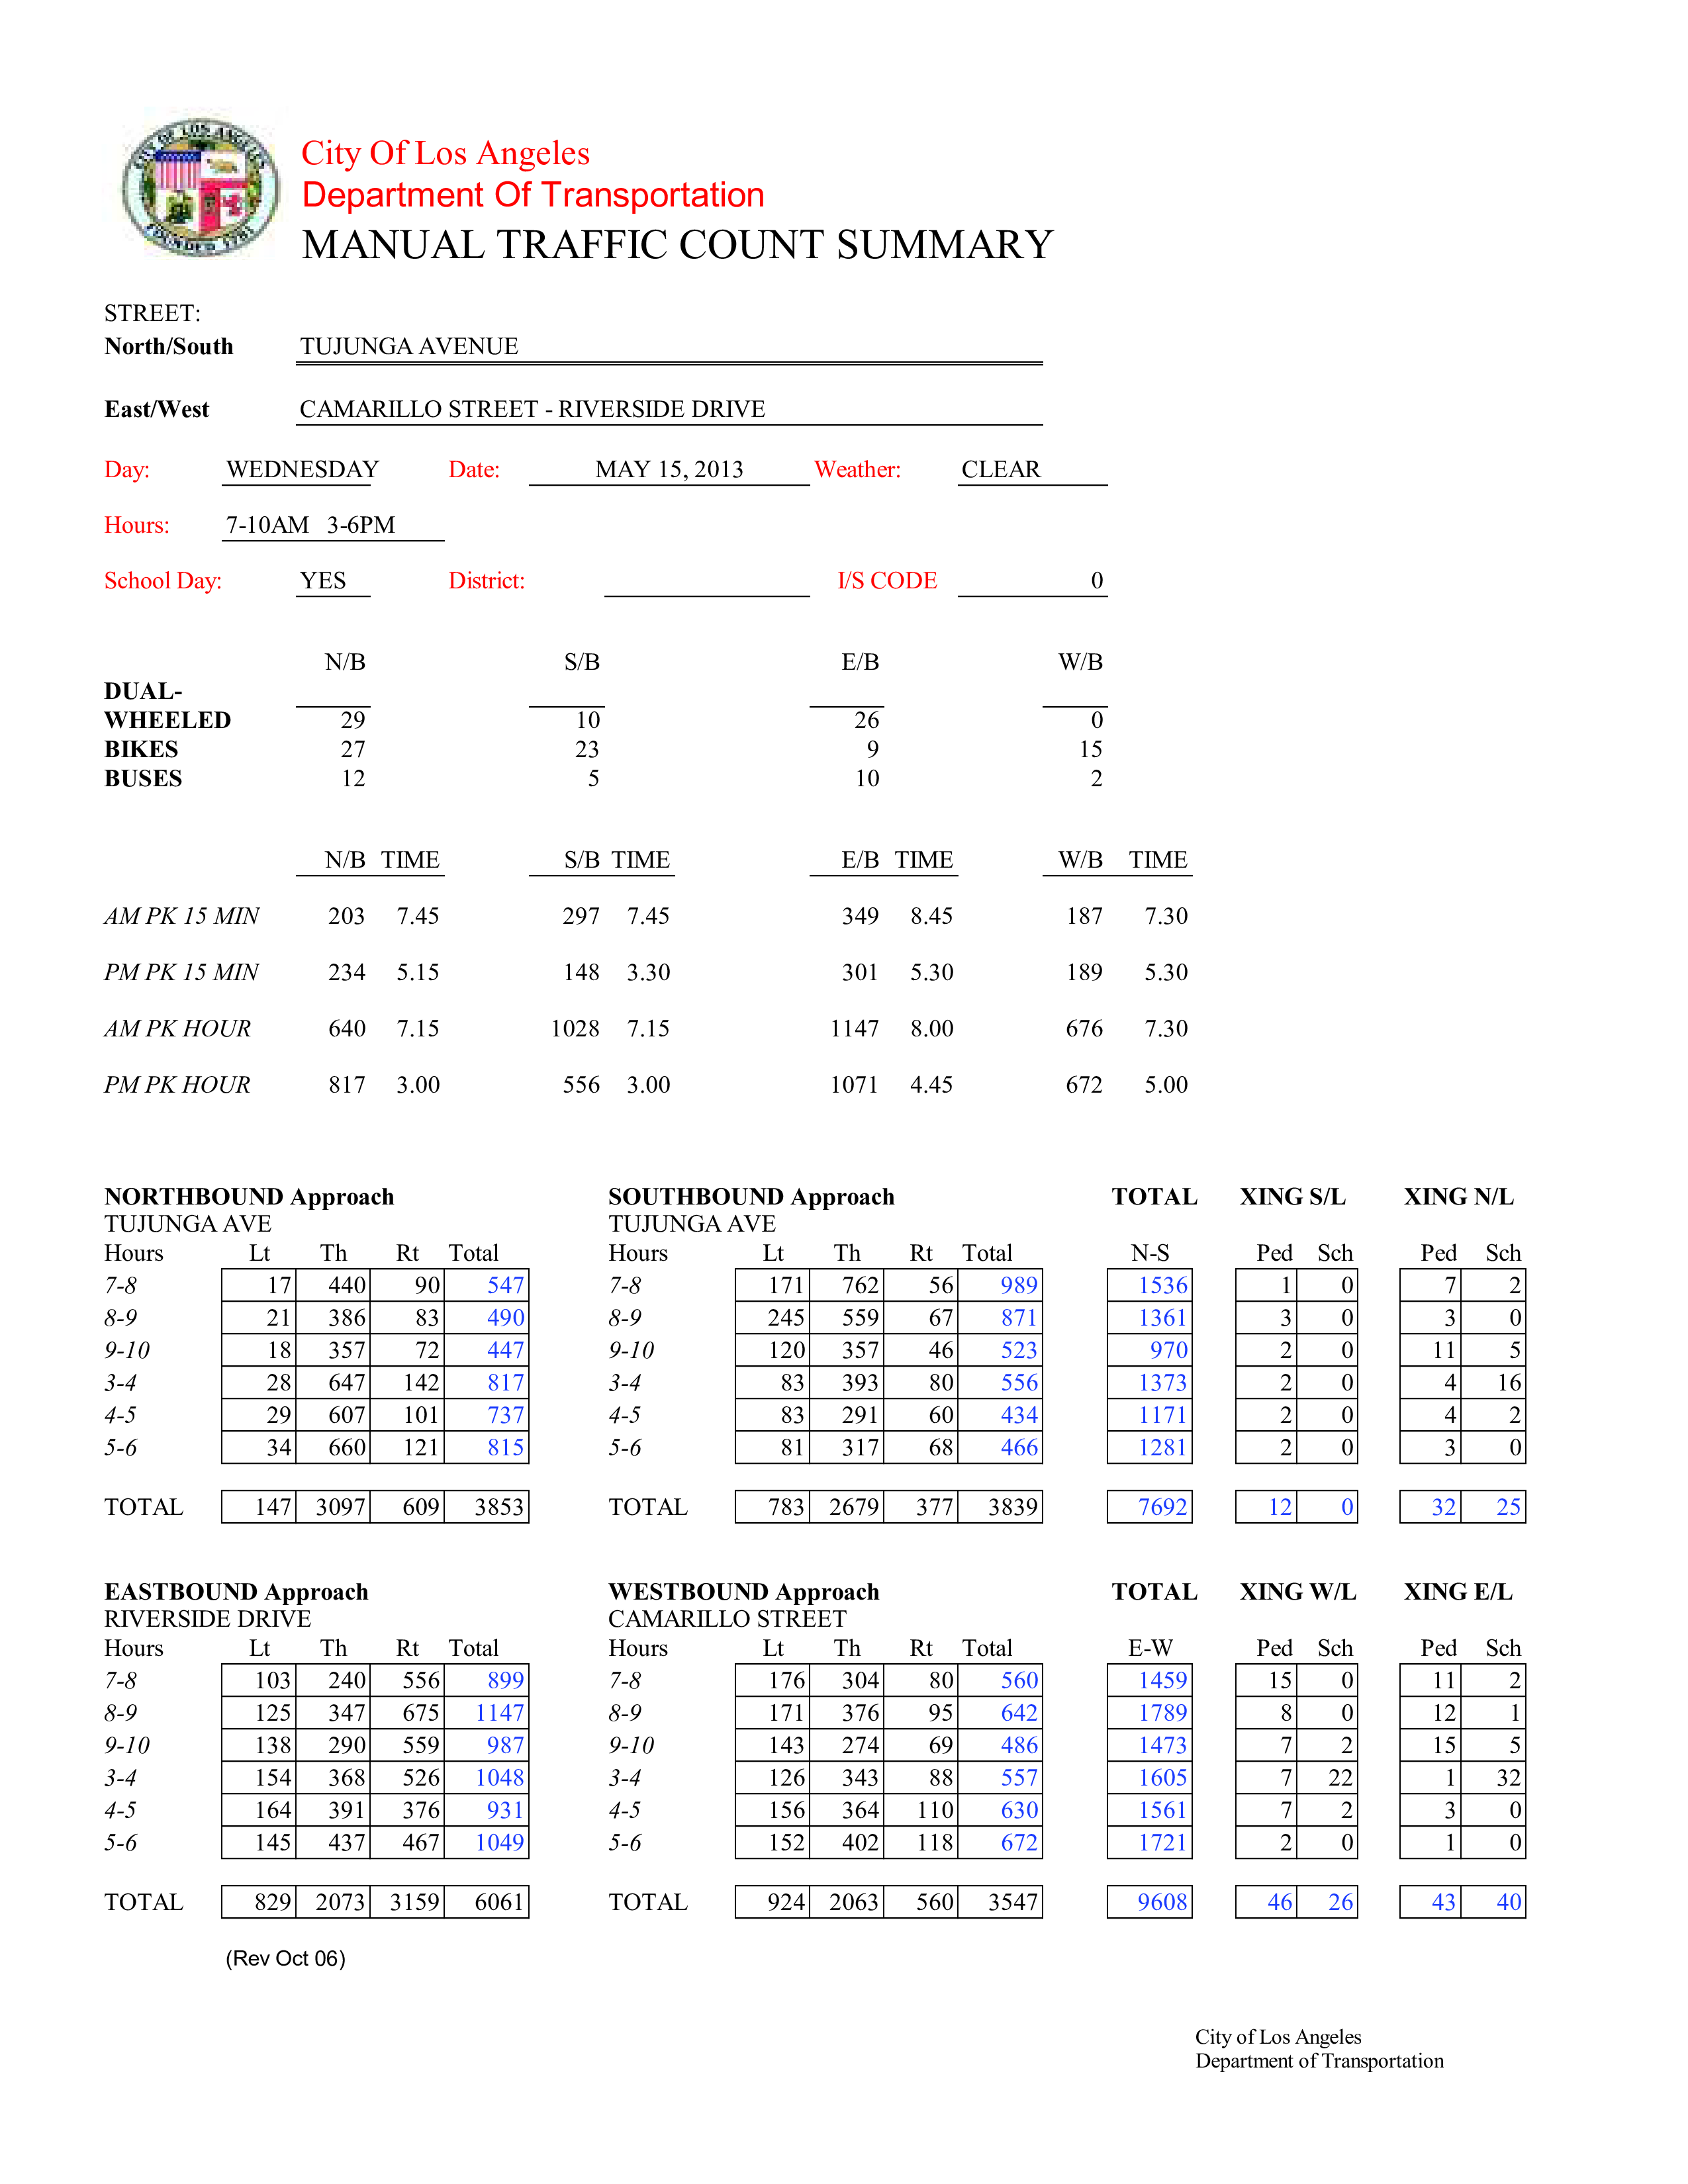 CITY OF LOS ANGELES
FOUNDED 1781
City Of Los Angeles
Department Of Transportation
MANUAL TRAFFIC COUNT SUMMARY
STREET:
North/South TUJUNGA AVENUE
East/West CAMARILLO STREET - RIVERSIDE DRIVE
Day: WEDNESDAY Date: MAY 15, 2013 Weather: CLEAR
Hours: 7-10AM 3-6PM
School Day: YES District: I/S CODE 0
N/B S/B E/B W/B
DUAL-
WHEELED 29 10 26 0
BIKES 27 23 9 15
BUSES 12 5 10 2
N/B TIME S/B TIME E/B TIME W/B TIME
AM PK 15 MIN 203 7.45 297 7.45 349 8.45 187 7.30
PM PK 15 MIN 234 5.15 148 3.30 301 5.30 189 5.30
AM PK HOUR 640 7.15 1028 7.15 1147 8.00 676 7.30
PM PK HOUR 817 3.00 556 3.00 1071 4.45 672 5.00
NORTHBOUND Approach SOUTHBOUND Approach TOTAL XING S/L XING N/L
TUJUNGA AVE TUJUNGA AVE
Hours Lt Th Rt Total Hours Lt Th Rt Total N-S Ped Sch Ped Sch
7-8 17 440 90 547 7-8 171 762 56 989 1536 1 0 7 2
8-9 21 386 83 490 8-9 245 559 67 871 1361 3 0 3 0
9-10 18 357 72 447 9-10 120 357 46 523 970 2 0 11 5
3-4 28 647 142 817 3-4 83 393 80 556 1373 2 0 4 16
4-5 29 607 101 737 4-5 83 291 60 434 1171 2 0 4 2
5-6 34 660 121 815 5-6 81 317 68 466 1281 2 0 3 0
TOTAL 147 3097 609 3853 TOTAL 783 2679 377 3839 7692 12 0 32 25
EASTBOUND Approach WESTBOUND Approach TOTAL XING W/L XING E/L
RIVERSIDE DRIVE CAMARILLO STREET
Hours Lt Th Rt Total Hours Lt Th Rt Total E-W Ped Sch Ped Sch
7-8 103 240 556 899 7-8 176 304 80 560 1459 15 0 11 2
8-9 125 347 675 1147 8-9 171 376 95 642 1789 8 0 12 1
9-10 138 290 559 987 9-10 143 274 69 486 1473 7 2 15 5
3-4 154 368 526 1048 3-4 126 343 88 557 1605 7 22 1 32
4-5 164 391 376 931 4-5 156 364 110 630 1561 7 2 3 0
5-6 145 437 467 1049 5-6 152 402 118 672 1721 2 0 1 0
TOTAL 829 2073 3159 6061 TOTAL 924 2063 560 3547 9608 46 26 43 40
(Rev Oct 06)
City of Los Angeles
Department of Transportation